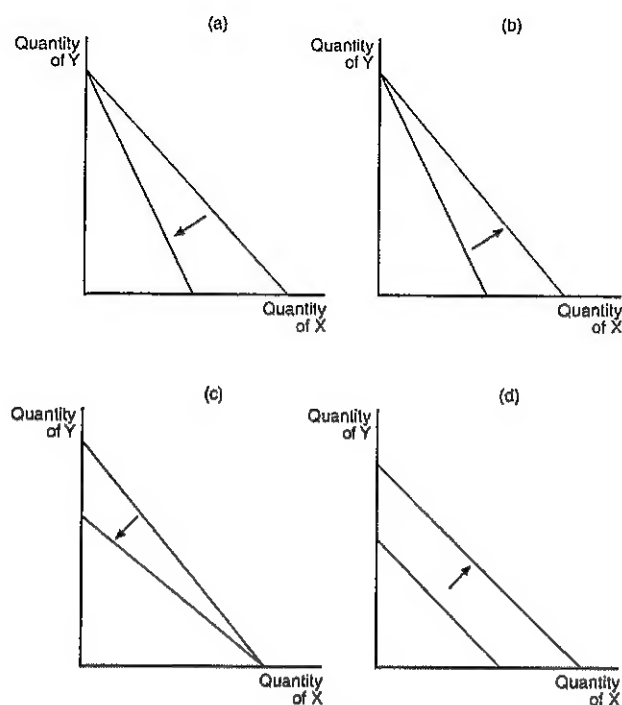 (a)
Quantity
of Y
Quantity
of X
(b)
Quantity
of Y
Quantity
of X
(c)
Quantity
of Y
Quantity
of X
(d)
Quantity
of Y
Quantity
of X